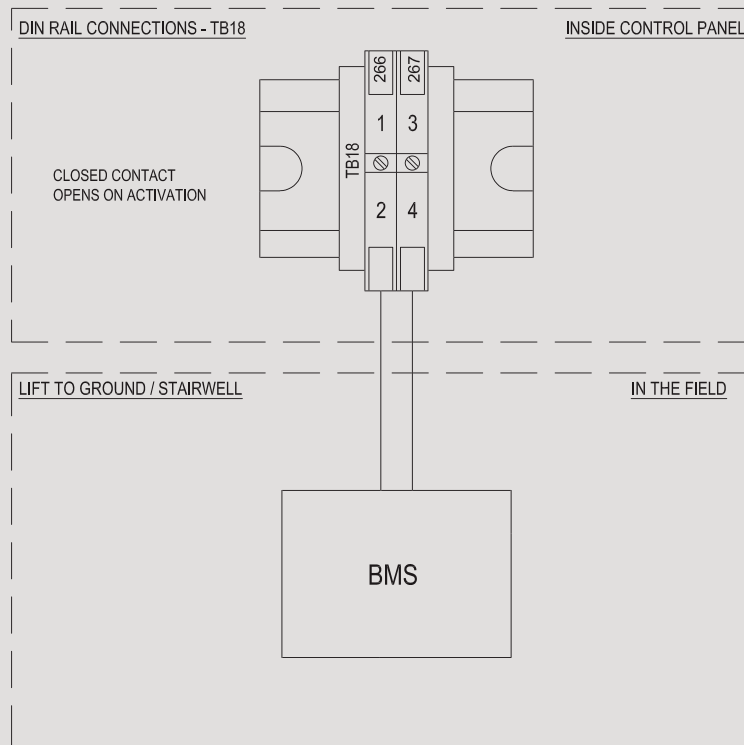 DIN RAIL CONNECTIONS - TB18
INSIDE CONTROL PANEL
266
267
1
3
TB18
CLOSED CONTACT
OPENS ON ACTIVATION
2
4
LIFT TO GROUND / STAIRWELL
IN THE FIELD
BMS